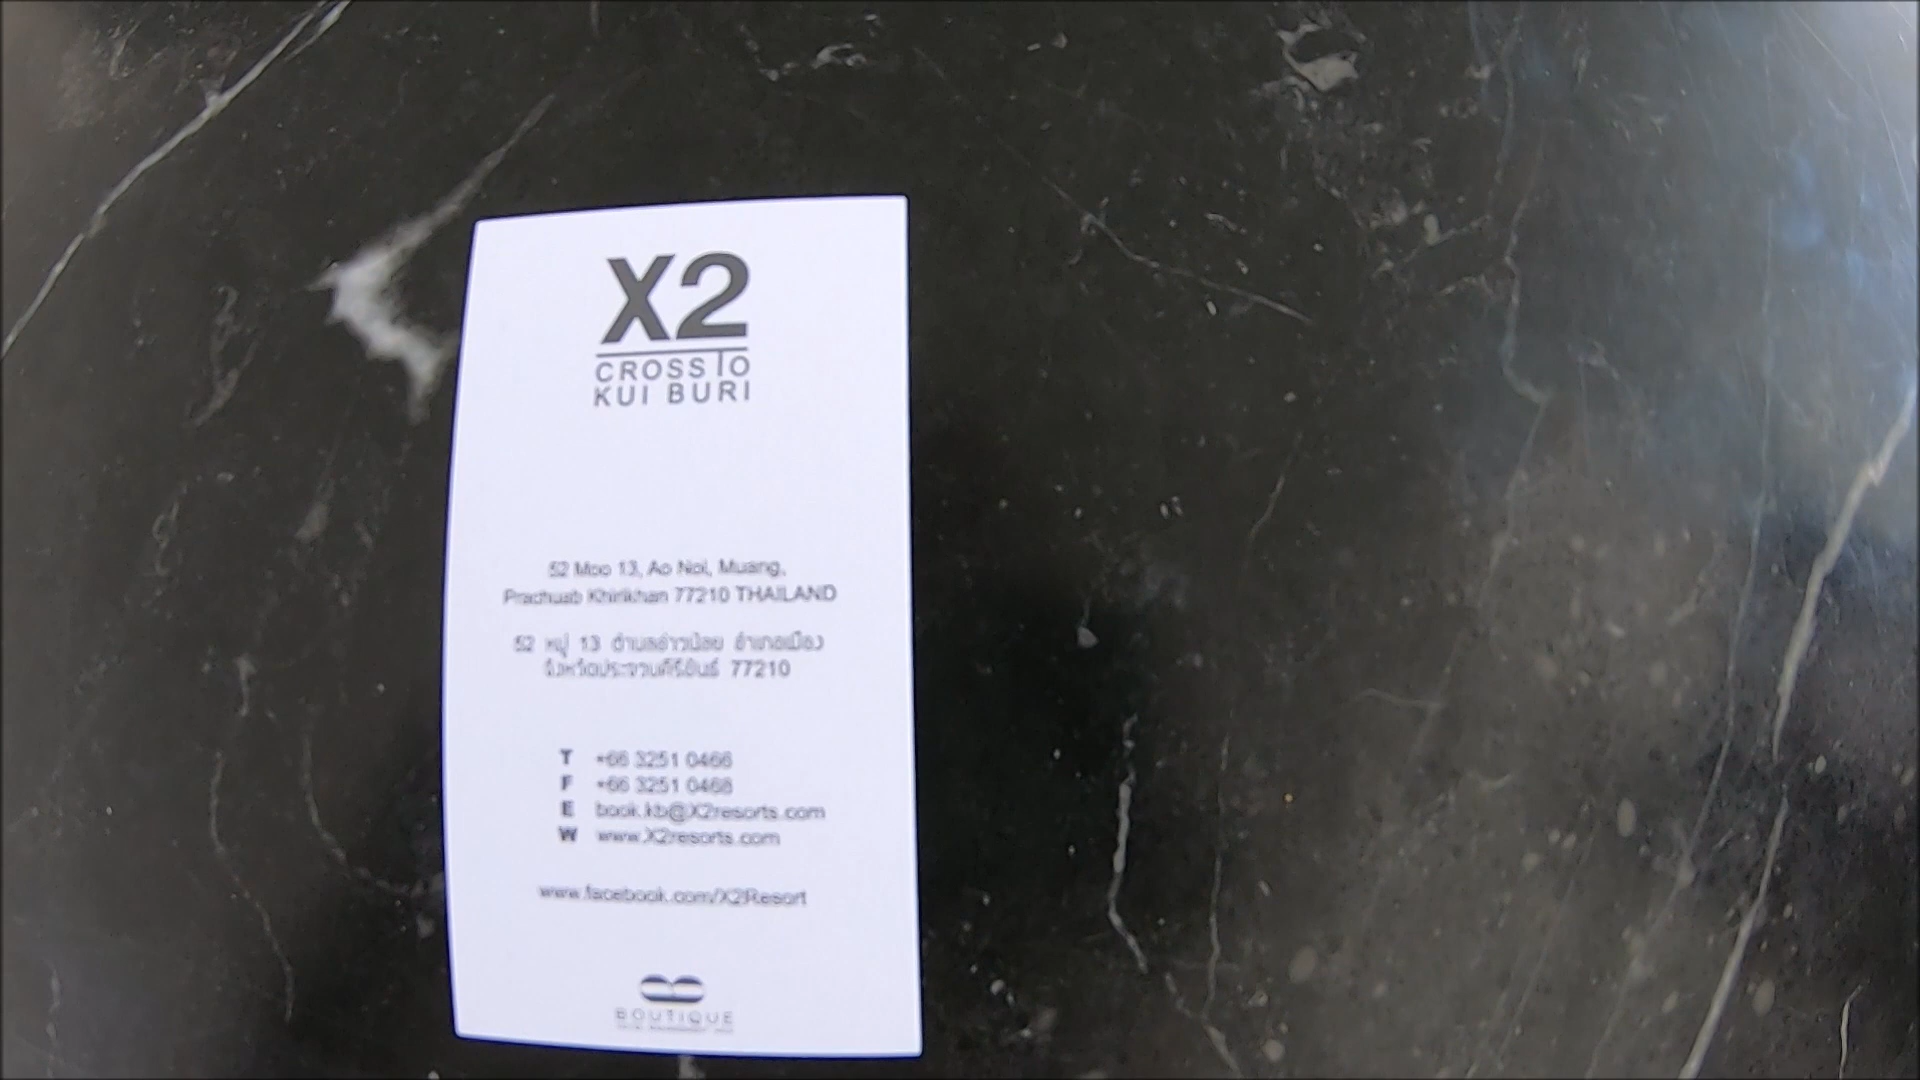 X2
CROSSTO
KUI BURI
52 Moo 13, Ao Noi, Muang,
Prachuab Khirikhan 77210 THAILAND
52 หมู่ 13 ตำบลอ่าวน้อย อำเภอเมือง
จังหวัดประจวบคีรีขันธ์ 77210
T +66 3251 0466
F +66 3251 0468
E book.kb@X2resorts.com
W www.X2resorts.com
www.facebook.com/X2Resort
BOUTIQUE